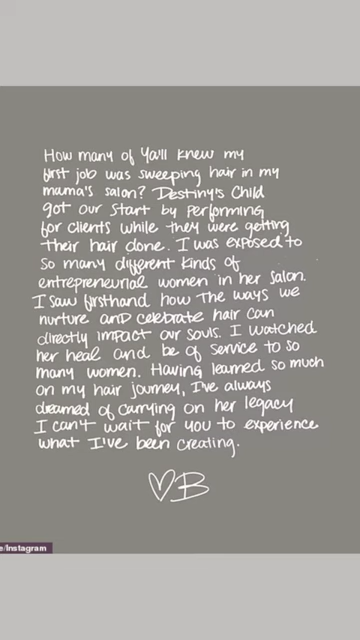 How many of Ya'll knew my
first job was sweeping hair in my
mama's salon? Destiny's Child
got our start by performing
for clients while they were getting
their hair done. I was exposed to
so many different kinds of
entrepreneurial women in her salon.
I saw firsthand how the ways we
nurture and celebrate hair can
directly impact our souls. I watched
her heal and be of service to so
many women. Having learned so much
on my hair journey, I've always
dreamed of carrying on her legacy
I can't wait for you to experience
what I've been creating.
♡B
e/Instagram